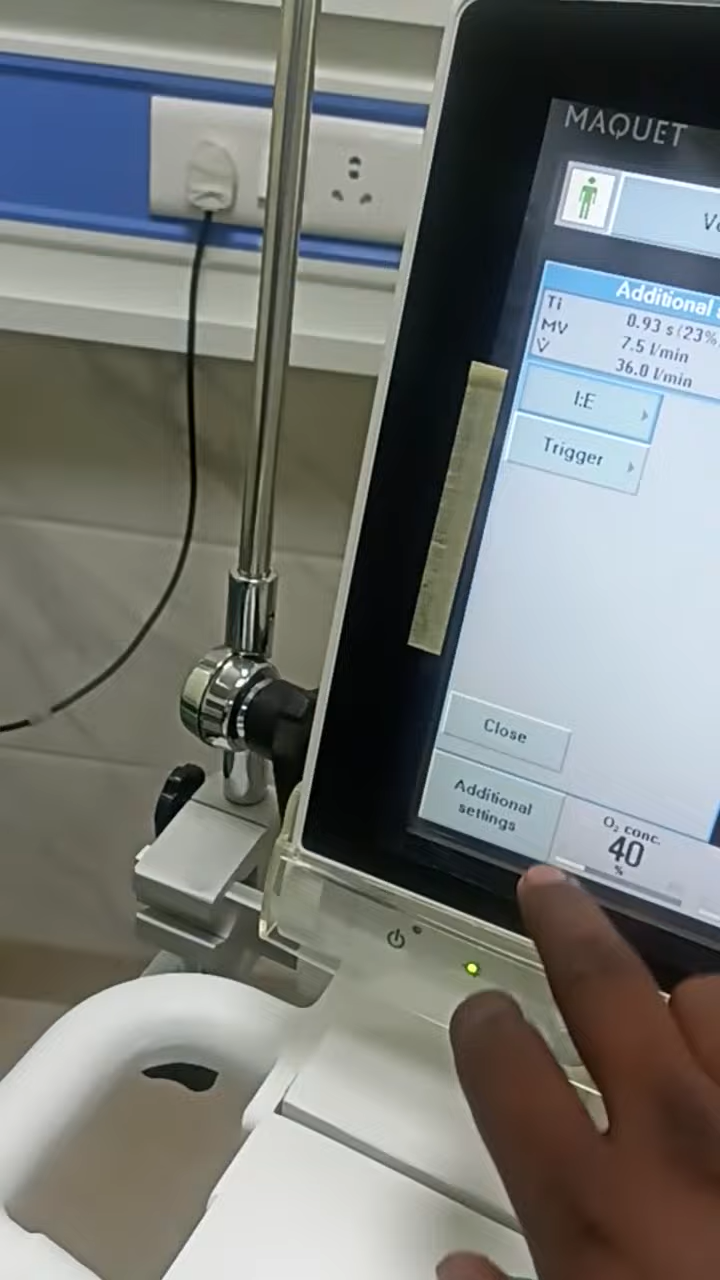 MAQUET
Additional
Ti 0.93 s (23%
MV 7.5 l/min
V̇ 36.0 l/min
I:E
Trigger
Close
Additional
settings
O₂ conc.
40
%